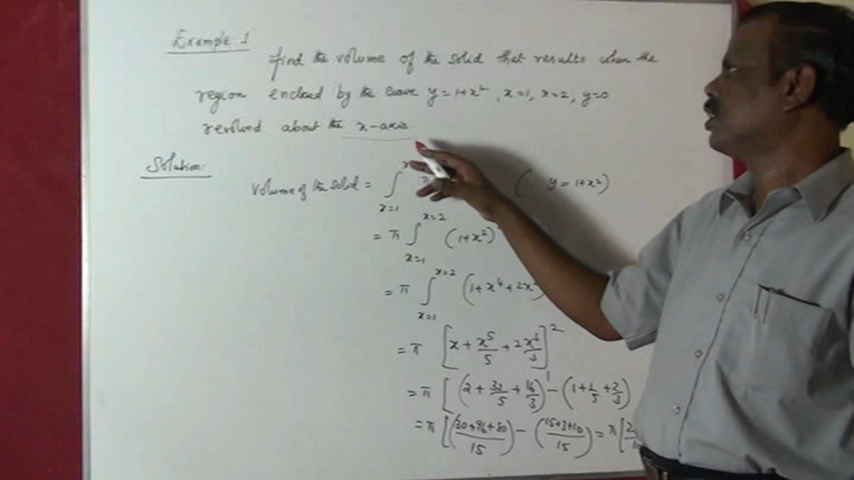 Example:1
find the volume of the solid that results when the
region enclosed by the curve y = 1+x², x=1, x=2, y=0
revolved about the x-axis.
Solution:
Volume of the solid = ∫ x=1 (∵ y = 1+x²)
= π ∫ x=1 x=2 (1+x²)²
= π ∫ x=1 x=2 (1+x⁴+2x²)
= π [x + x⁵/5 + 2x³/3]₁²
= π [(2 + 32/5 + 16/3) - (1 + 1/5 + 2/3)
= π [(30+96+80/15) - (15+3+10/15) = π [